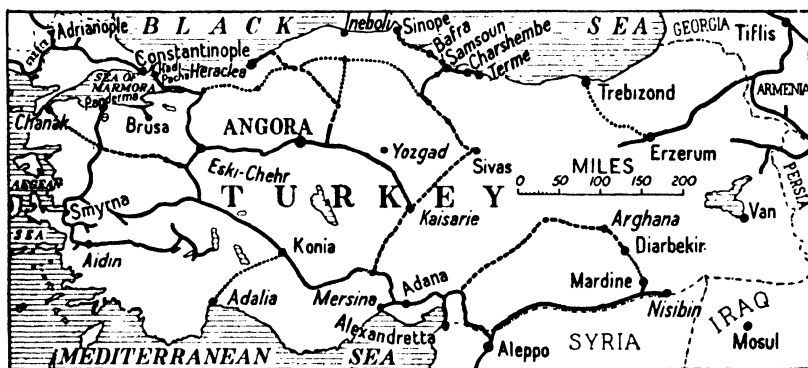 BLACK SEA
Ineboli
Sinope
Bafra
Samsoun
Charshembe
Terme
GEORGIA
Tiflis
Adrianople
Constantinople
Heraclea
SEA OF
MARMORA
Panderma
Chanak
Brusa
ANGORA
Yozgad
Sivas
Trebizond
ARMENIA
Erzerum
MILES
0 50 100 150 200
PERSIA
Eski-Chehr
TURKEY
AEGEAN
SEA
Smyrna
Aidin
Kaisarie
Arghana
Diarbekir
Van
Konia
Adalia
Mersina
Adana
Mardine
Nisibin
Alexandretta
Aleppo
SYRIA
IRAQ
Mosul
MEDITERRANEAN SEA